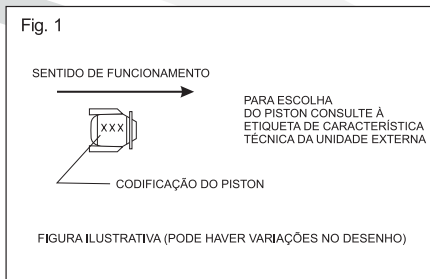 Fig. 1
SENTIDO DE FUNCIONAMENTO
PARA ESCOLHA
DO PISTON CONSULTE À
ETIQUETA DE CARACTERÍSTICA
TÉCNICA DA UNIDADE EXTERNA
XXX
CODIFICAÇÃO DO PISTON
FIGURA ILUSTRATIVA (PODE HAVER VARIAÇÕES NO DESENHO)